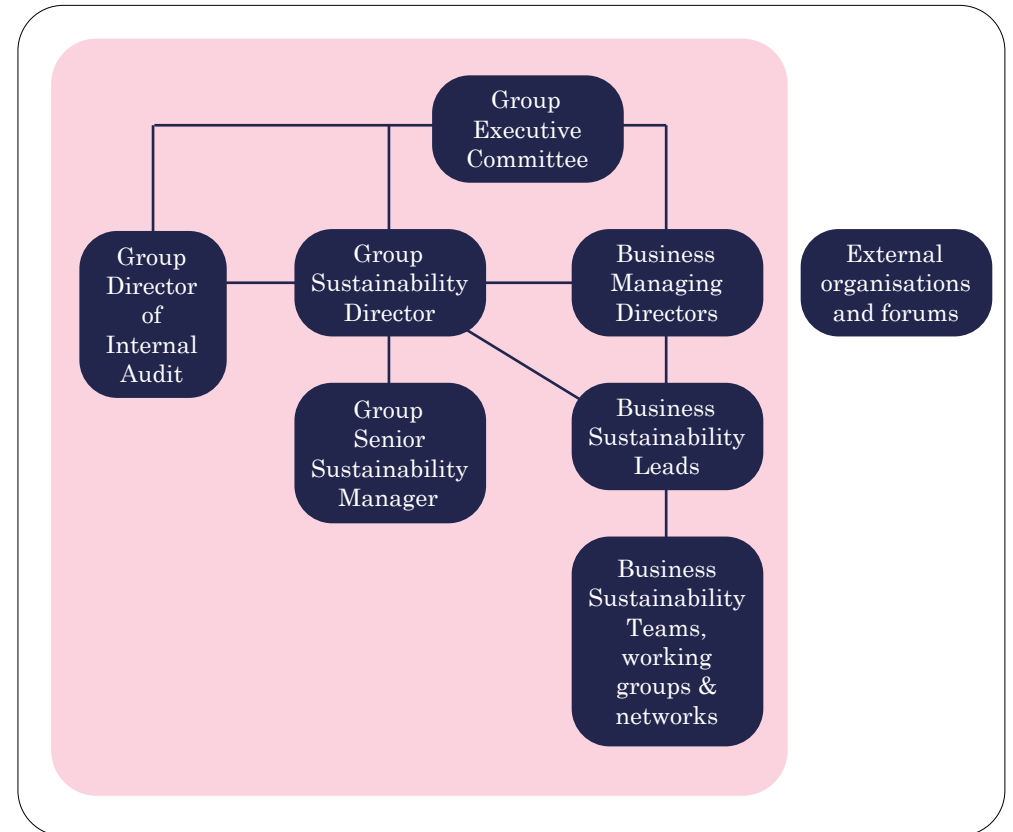 Group
Executive
Committee
Group
Director
of
Internal
Audit
Group
Sustainability
Director
Business
Managing
Directors
External
organisations
and forums
Group
Senior
Sustainability
Manager
Business
Sustainability
Leads
Business
Sustainability
Teams,
working
groups &
networks